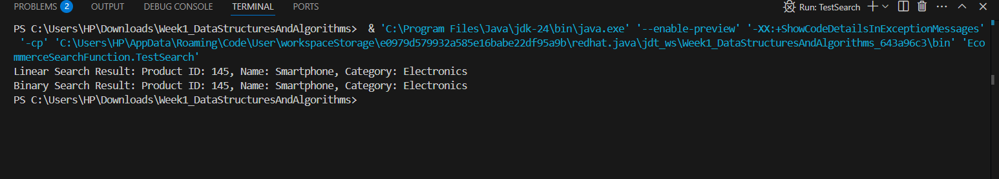 PROBLEMS 2 OUTPUT DEBUG CONSOLE TERMINAL PORTS Run: TestSearch
PS C:\Users\HP\Downloads\Week1_DataStructuresAndAlgorithms>  & 'C:\Program Files\Java\jdk-24\bin\java.exe' '--enable-preview' '-XX:+ShowCodeDetailsInExceptionMessages'
'-cp' 'C:\Users\HP\AppData\Roaming\Code\User\workspaceStorage\e0979d579932a585e16babe22df95a9b\redhat.java\jdt_ws\Week1_DataStructuresAndAlgorithms_643a96c3\bin' 'Eco
mmerceSearchFunction.TestSearch'
Linear Search Result: Product ID: 145, Name: Smartphone, Category: Electronics
Binary Search Result: Product ID: 145, Name: Smartphone, Category: Electronics
PS C:\Users\HP\Downloads\Week1_DataStructuresAndAlgorithms>